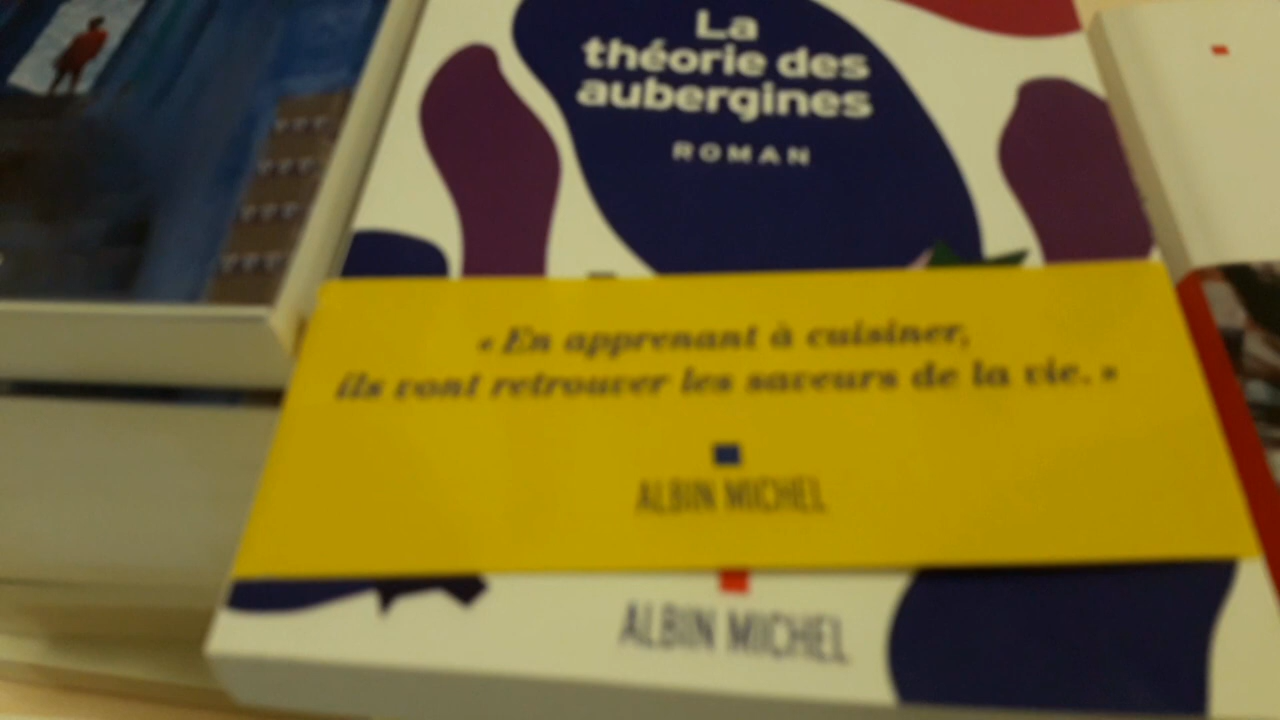 La
théorie des
aubergines
ROMAN
« En apprenant à cuisiner,
ils vont retrouver les saveurs de la vie. »
ALBIN MICHEL
ALBIN MICHEL